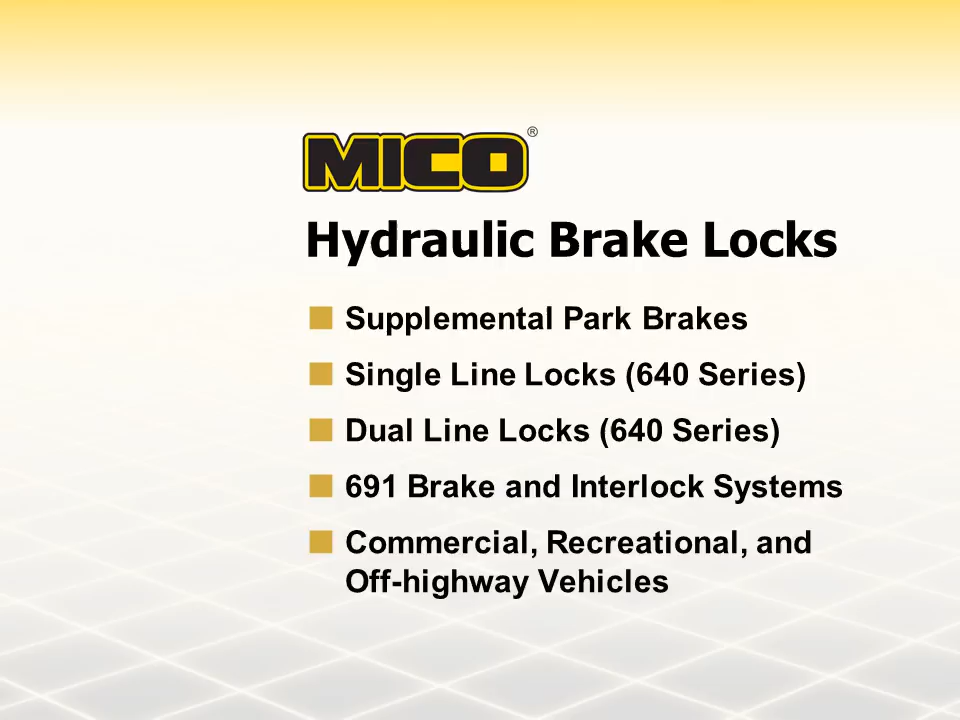 MICO®
Hydraulic Brake Locks
Supplemental Park Brakes
Single Line Locks (640 Series)
Dual Line Locks (640 Series)
691 Brake and Interlock Systems
Commercial, Recreational, and
Off-highway Vehicles